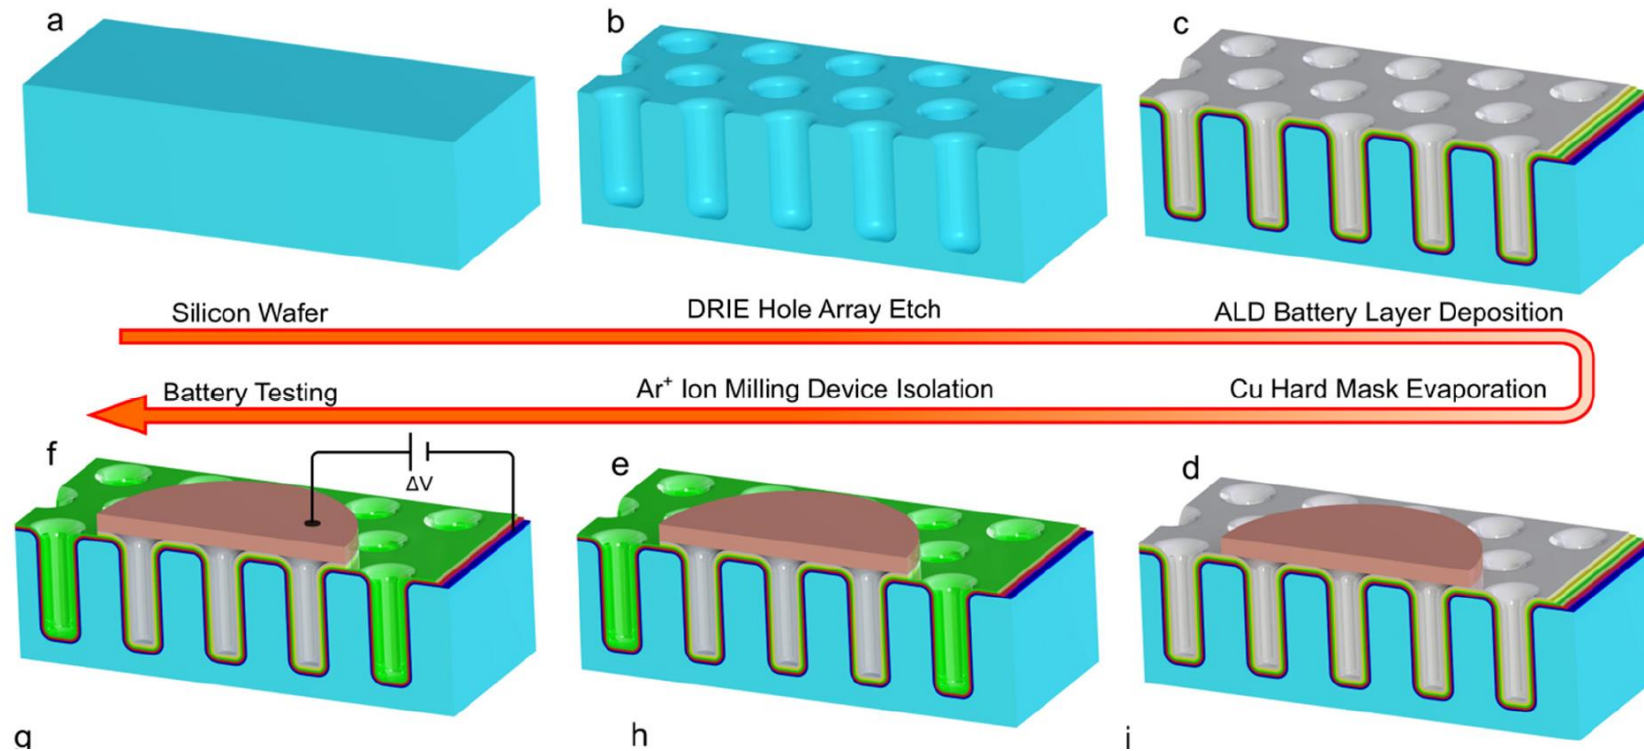 a
b
c
Silicon Wafer
DRIE Hole Array Etch
ALD Battery Layer Deposition
Battery Testing
Ar⁺ Ion Milling Device Isolation
Cu Hard Mask Evaporation
f
ΔV
e
d
g
h
i